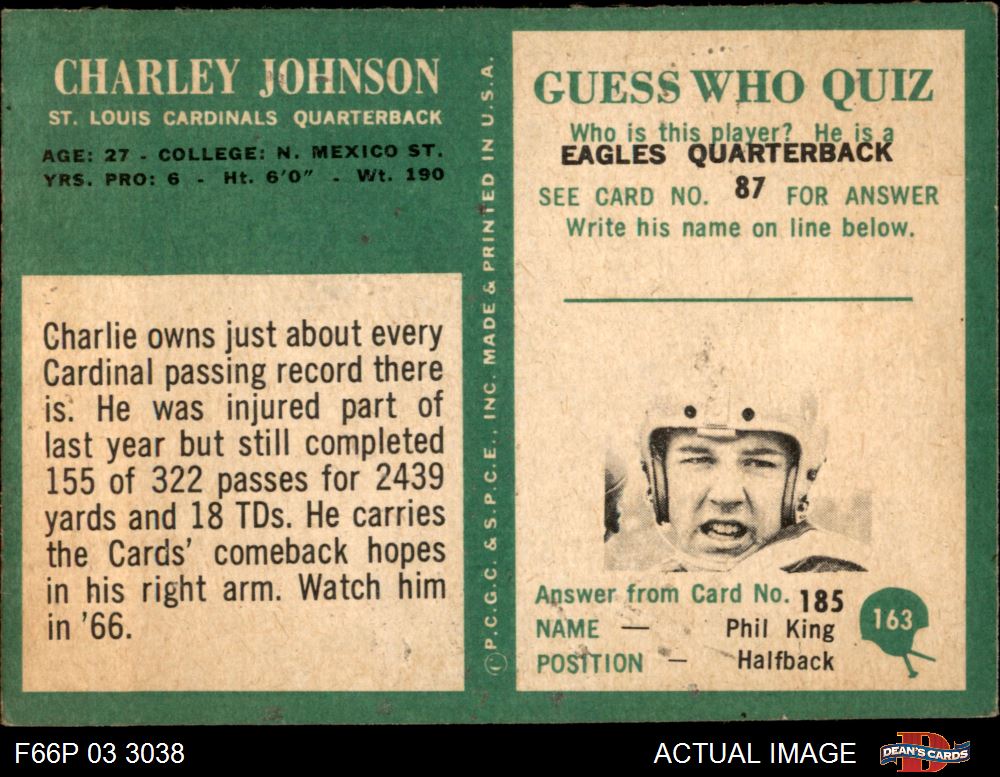 CHARLEY JOHNSON
ST. LOUIS CARDINALS QUARTERBACK
AGE: 27 - COLLEGE: N. MEXICO ST.
YRS. PRO: 6 - Ht. 6'0" - Wt. 190
Charlie owns just about every
Cardinal passing record there
is. He was injured part of
last year but still completed
155 of 322 passes for 2439
yards and 18 TDs. He carries
the Cards' comeback hopes
in his right arm. Watch him
in '66.
©P.C.G.C. & S.P.C.E., INC. MADE & PRINTED IN U.S.A.
GUESS WHO QUIZ
Who is this player? He is a
EAGLES QUARTERBACK
SEE CARD NO. 87 FOR ANSWER
Write his name on line below.
Answer from Card No. 185
NAME — Phil King
POSITION — Halfback
163
F66P 03 3038
ACTUAL IMAGE
DEAN'S CARDS